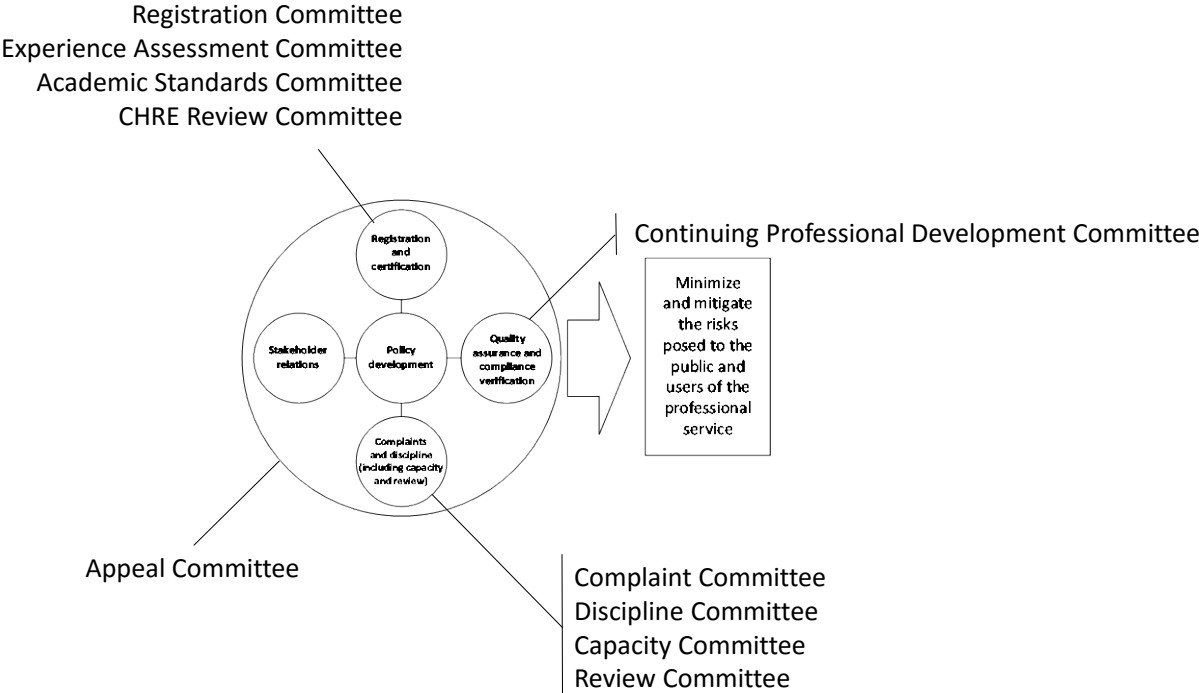 Registration Committee
Experience Assessment Committee
Academic Standards Committee
CHRE Review Committee
Registration
and
certification
Continuing Professional Development Committee
Stakeholder
relations
Policy
development
Quality
assurance and
compliance
verification
Minimize
and mitigate
the risks
posed to the
public and
users of the
professional
service
Complaints
and discipline
(including capacity
and review)
Appeal Committee
Complaint Committee
Discipline Committee
Capacity Committee
Review Committee